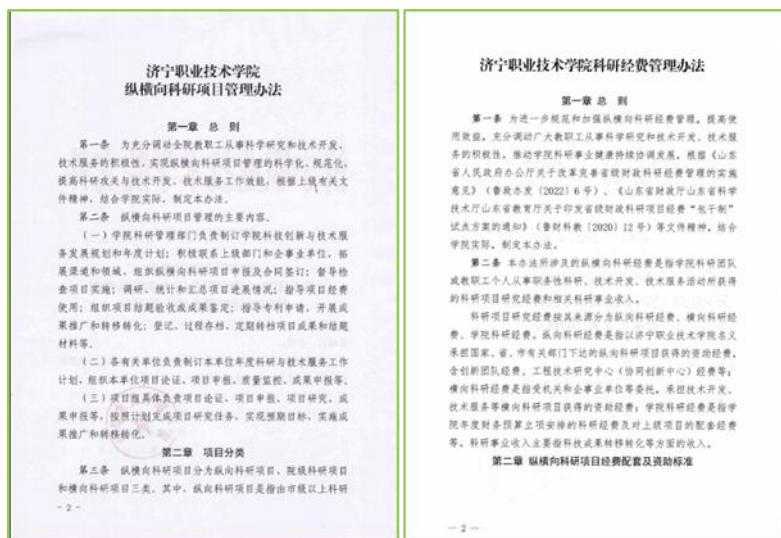 济宁职业技术学院
纵横向科研项目管理办法
第一章 总 则
第一条 为充分调动全院教职工从事科学研究和技术开发、
技术服务的积极性，实现纵横向科研项目管理的科学化、规范化，
提高科研攻关与技术开发、技术服务工作效能，根据上级有关文
件精神，结合学院实际，制定本办法。
第二条 纵横向科研项目管理的主要内容。
（一）学院科研管理部门负责制订学院科技创新与技术服
务发展规划和年度计划；积极联系上级部门和企事业单位，拓
展渠道和领域，组织纵横向科研项目申报及合同签订；督导检
查项目实施；调研、统计和汇总项目进展情况；指导项目经费
使用；组织项目结题验收或成果鉴定；指导专利申请、开展成
果推广和转移转化；登记、过程存档、定期转档项目成果和结题
材料等。
（二）各有关单位负责制订本单位年度科研与技术服务工作
计划，组织本单位项目论证、项目申报、质量监控、成果申报等。
（三）项目组具体负责项目论证、项目申报、项目研究、成
果申报等，按照计划完成项目研究任务、实现预期目标，实施成
果推广和转移转化。
第二章 项目分类
第三条 纵横向科研项目分为纵向科研项目、院级科研项目
和横向科研项目三类。其中，纵向科研项目是指由市级以上科研
- 2 -
济宁职业技术学院科研经费管理办法
第一章 总 则
第一条 为进一步规范和加强纵横向科研经费管理，提高使
用效益，充分调动广大教职工从事科学研究和技术开发、技术服
务的积极性，推动学院科研事业健康持续协调发展，根据《山东
省人民政府办公厅关于改革完善省级财政科研经费管理的实施
意见》（鲁政办发〔2022〕6号）、《山东省财政厅山东省科学
技术厅山东省教育厅关于印发省级财政科研项目经费“包干制”
试点方案的通知》（鲁财科教〔2020〕12号）等文件精神，结合
学院实际，制定本办法。
第二条 本办法所涉及的纵横向科研经费是指学院科研团队
或教职工个人从事职务性科研、技术开发、技术服务活动所获得
的科研项目研究经费和相关科研事业收入。
科研项目研究经费按其来源分为纵向科研经费、横向科研经
费、学院科研经费。纵向科研经费是指以济宁职业技术学院名义
承担国家、省、市有关部门下达的纵向科研项目获得的资助经费，
含创新团队经费、工程技术研究中心（协同创新中心）经费等；
横向科研经费是指受机关和企事业单位等委托，承担技术开发、
技术服务等横向科研项目获得的资助经费；学院科研经费是指学
院年度财务预算立项安排的科研经费及对上级项目的配套经费
等。科研事业收入主要指科技成果转移转化等方面的收入。
第二章 纵横向科研项目经费配套及资助标准
— 2 —